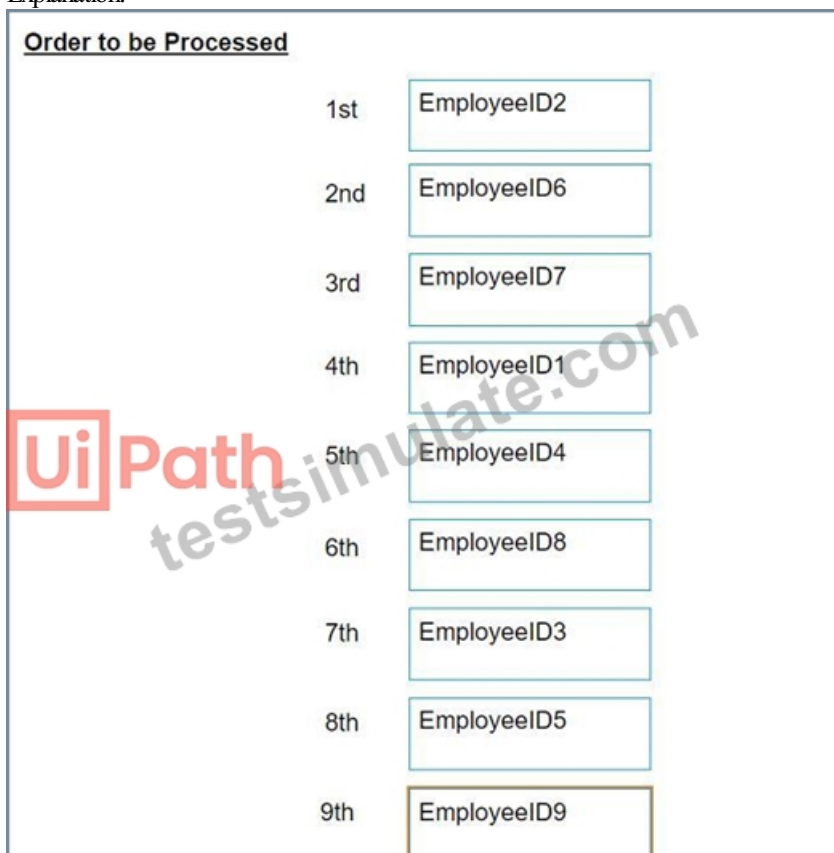 Explanation:
Order to be Processed
1st EmployeeID2
2nd EmployeeID6
3rd EmployeeID7
4th EmployeeID1
UiPath
5th EmployeeID4
testsimulate.com
6th EmployeeID8
7th EmployeeID3
8th EmployeeID5
9th EmployeeID9